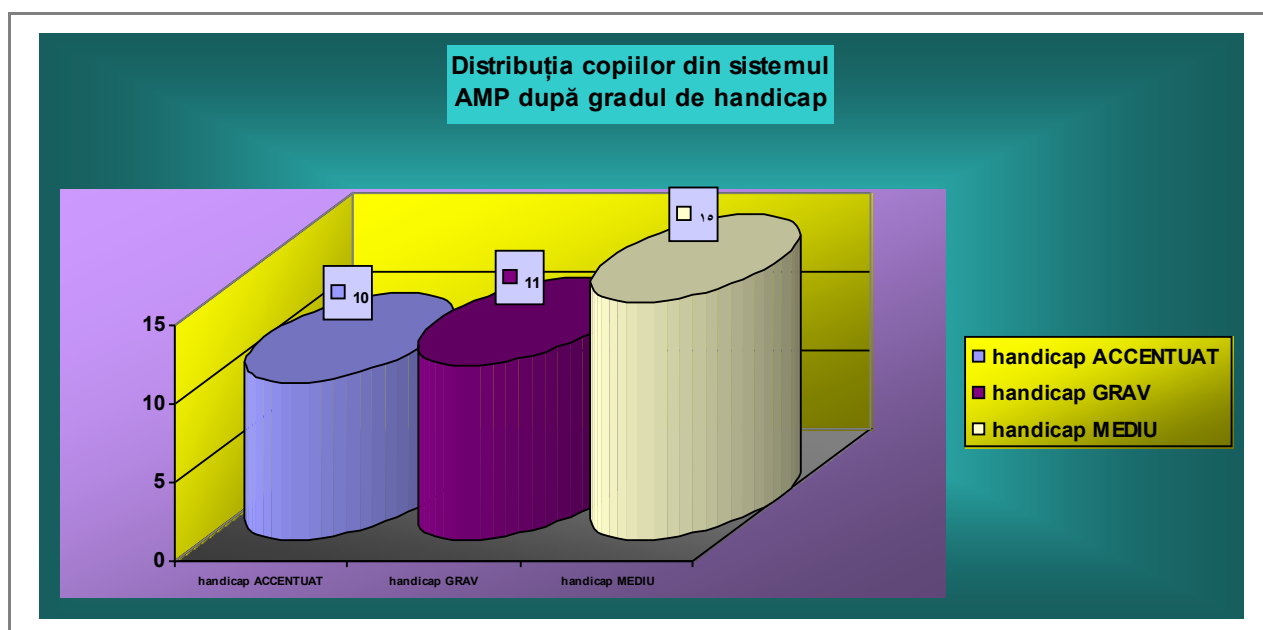 Distribuția copiilor din sistemul
AMP după gradul de handicap
١٥
11
10
15
10
5
0
handicap ACCENTUAT
handicap GRAV
handicap MEDIU
handicap ACCENTUAT
handicap GRAV
handicap MEDIU